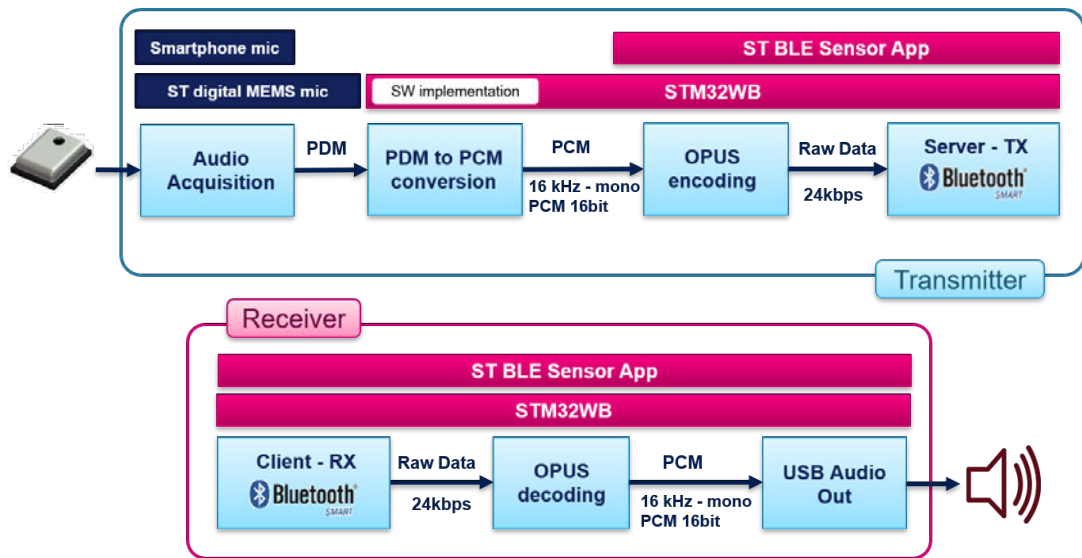 Smartphone mic
ST BLE Sensor App
ST digital MEMS mic
SW implementation
STM32WB
Audio
Acquisition
PDM
PDM to PCM
conversion
PCM
16 kHz - mono
PCM 16bit
OPUS
encoding
Raw Data
24kbps
Server - TX
Bluetooth
SMART
Transmitter
Receiver
ST BLE Sensor App
STM32WB
Client - RX
Bluetooth
SMART
Raw Data
24kbps
OPUS
decoding
PCM
16 kHz - mono
PCM 16bit
USB Audio
Out